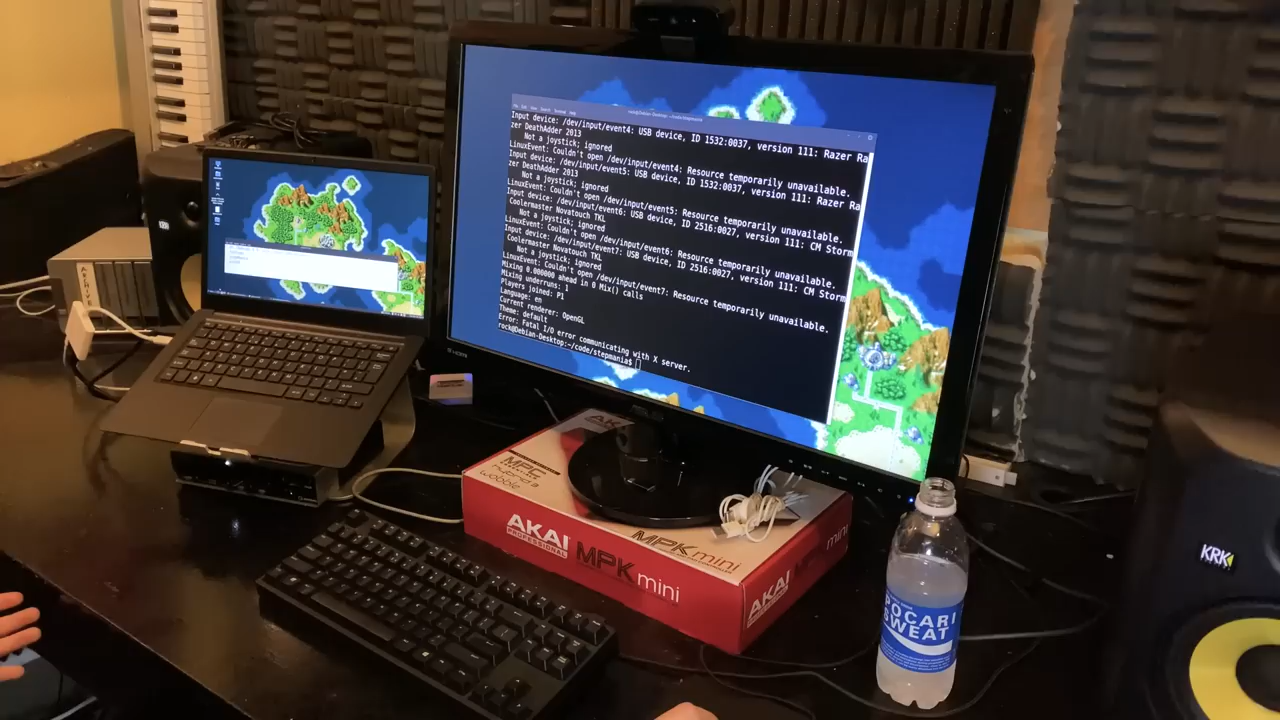 Input device: /dev/input/event4: USB device, ID 1532:0037, version 111: Razer Ra
zer DeathAdder 2013
Not a joystick; ignored
LinuxEvent: Couldn't open /dev/input/event4: Resource temporarily unavailable.
Input device: /dev/input/event5: USB device, ID 1532:0037, version 111: Razer Ra
zer DeathAdder 2013
Not a joystick; ignored
LinuxEvent: Couldn't open /dev/input/event5: Resource temporarily unavailable.
Input device: /dev/input/event6: USB device, ID 2516:0027, version 111: CM Storm
Coolermaster Novatouch TKL
Not a joystick; ignored
LinuxEvent: Couldn't open /dev/input/event6: Resource temporarily unavailable.
Input device: /dev/input/event7: USB device, ID 2516:0027, version 111: CM Storm
Coolermaster Novatouch TKL
Not a joystick; ignored
LinuxEvent: Couldn't open /dev/input/event7: Resource temporarily unavailable.
Mixing 0.000000 ahead in 0 Mix() calls
Mixing underruns: 1
Players joined: P1
Language: en
Current renderer: OpenGL
Theme: default
Error: Fatal I/O error communicating with X server.
rock@Debian-Desktop:~/code/stepmania$
AKAI
MPC
hybrid 3
wobble
AKAI
PROFESSIONAL
MPK mini
MPK mini
AKAI
PROFESSIONAL
mini
POCARI
SWEAT
KRK